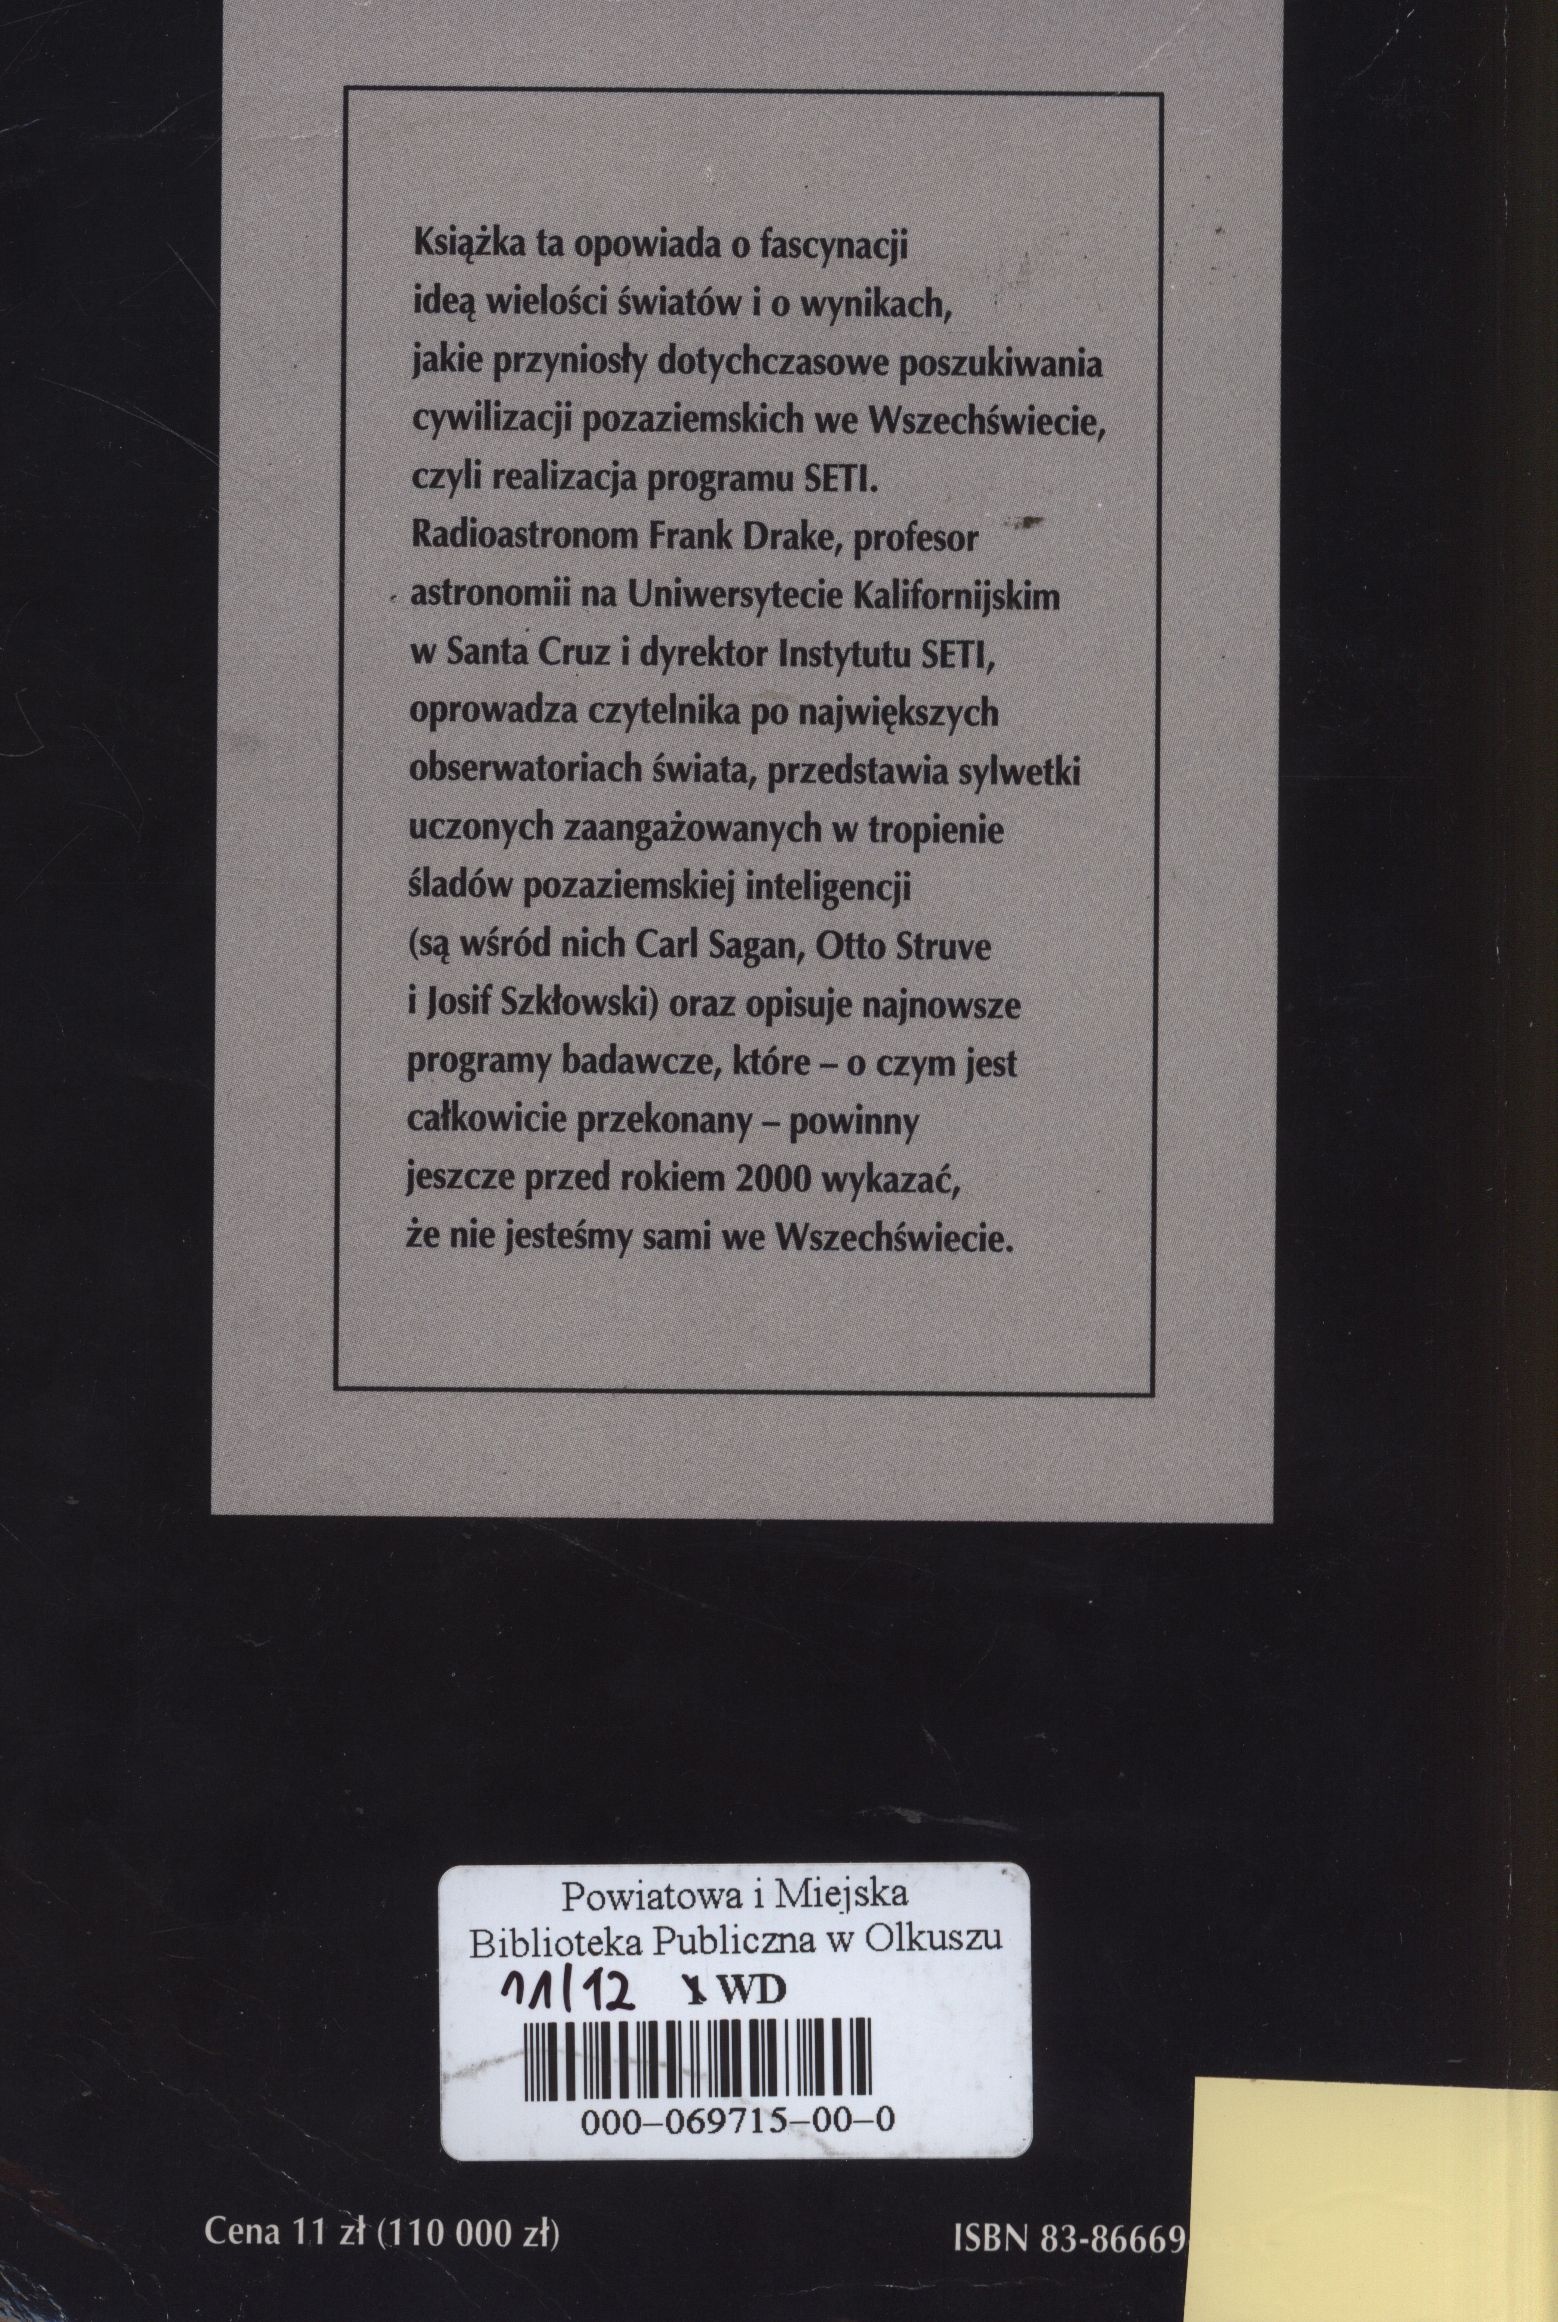 Książka ta opowiada o fascynacji
ideą wielości światów i o wynikach,
jakie przyniosły dotychczasowe poszukiwania
cywilizacji pozaziemskich we Wszechświecie,
czyli realizacja programu SETI.
Radioastronom Frank Drake, profesor
astronomii na Uniwersytecie Kalifornijskim
w Santa Cruz i dyrektor Instytutu SETI,
oprowadza czytelnika po największych
obserwatoriach świata, przedstawia sylwetki
uczonych zaangażowanych w tropienie
śladów pozaziemskiej inteligencji
(są wśród nich Carl Sagan, Otto Struve
i Josif Szkłowski) oraz opisuje najnowsze
programy badawcze, które – o czym jest
całkowicie przekonany – powinny
jeszcze przed rokiem 2000 wykazać,
że nie jesteśmy sami we Wszechświecie.
Powiatowa i Miejska
Biblioteka Publiczna w Olkuszu
11/12 WD
000-069715-00-0
Cena 11 zł (110 000 zł)
ISBN 83-86669